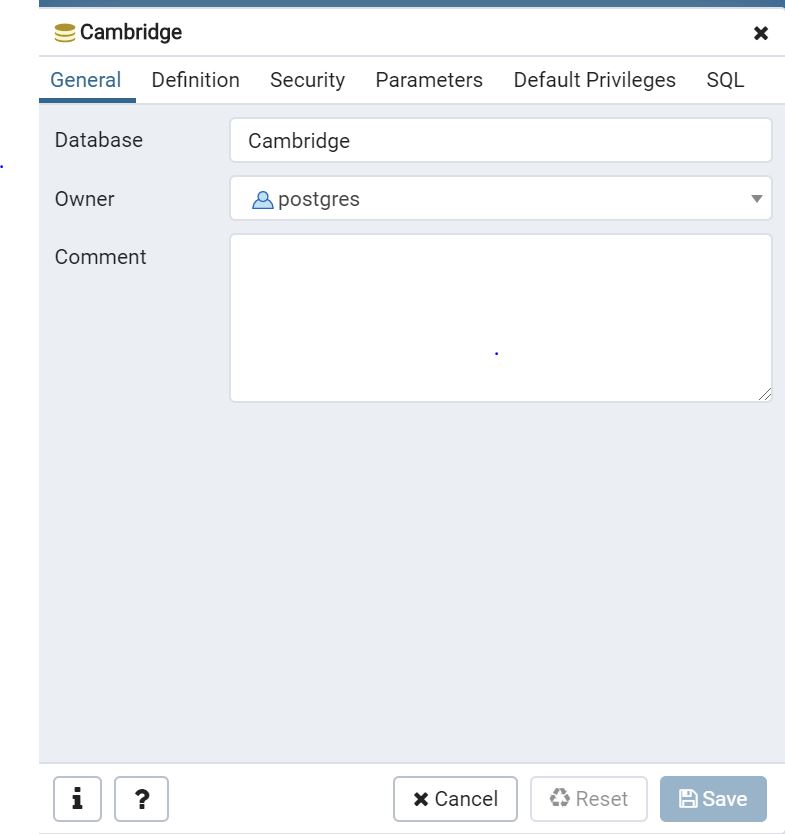 Cambridge
General Definition Security Parameters Default Privileges SQL
Database Cambridge
Owner postgres
Comment
i ? Cancel Reset Save